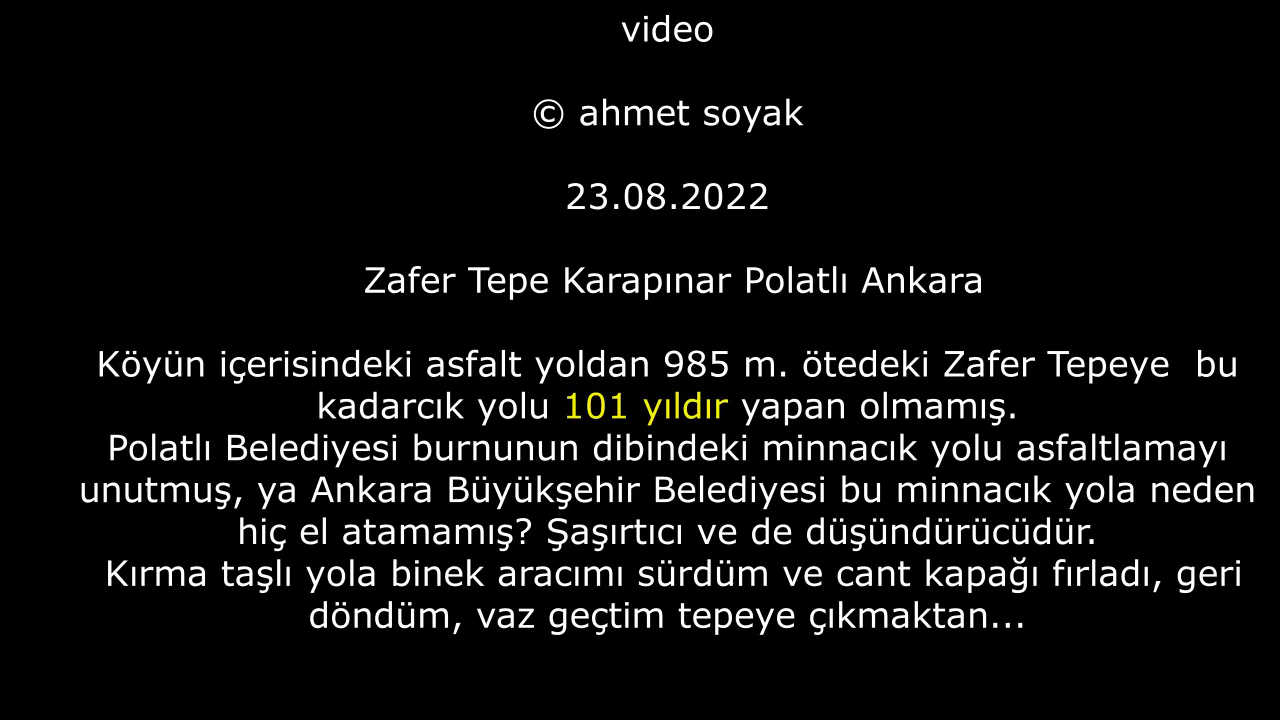 video
© ahmet soyak
23.08.2022
Zafer Tepe Karapınar Polatlı Ankara
Köyün içerisindeki asfalt yoldan 985 m. ötedeki Zafer Tepeye  bu
kadarcık yolu 101 yıldır yapan olmamış.
Polatlı Belediyesi burnunun dibindeki minnacık yolu asfaltlamayı
unutmuş, ya Ankara Büyükşehir Belediyesi bu minnacık yola neden
hiç el atamamış? Şaşırtıcı ve de düşündürücüdür.
Kırma taşlı yola binek aracımı sürdüm ve cant kapağı fırladı, geri
döndüm, vaz geçtim tepeye çıkmaktan...